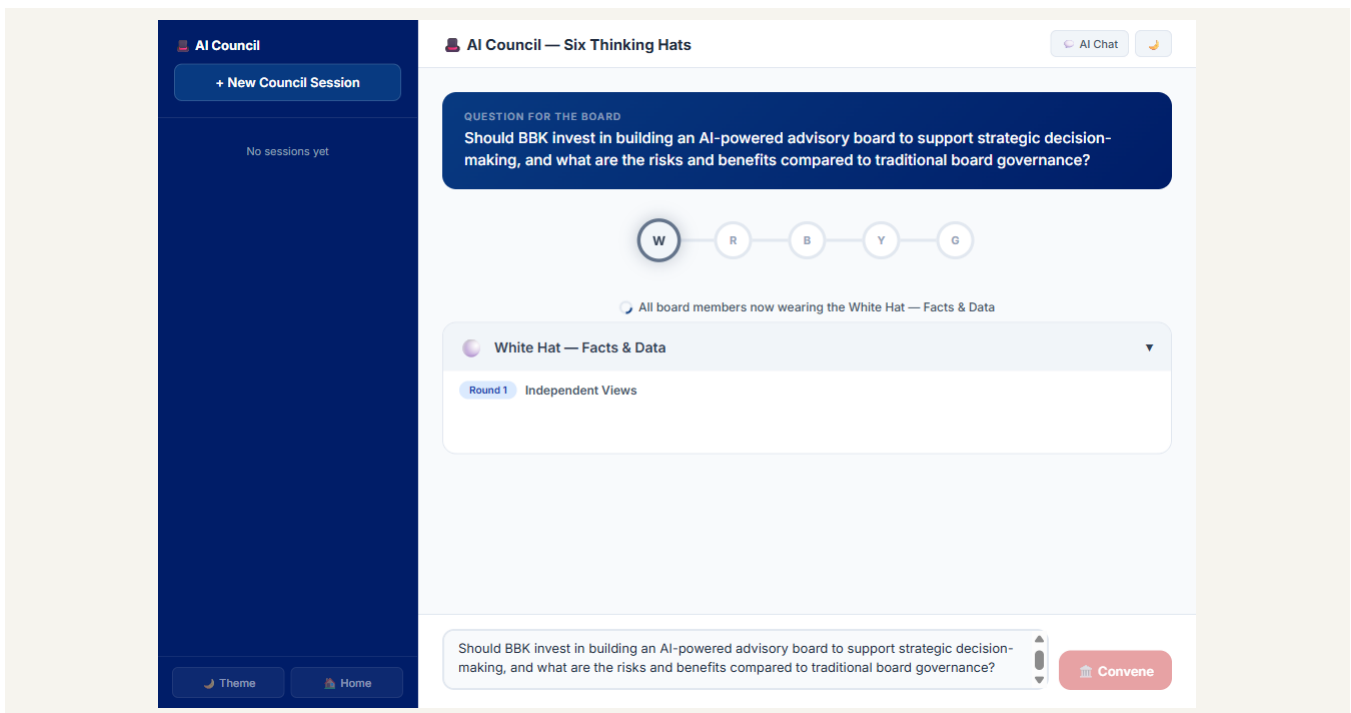 AI Council
+ New Council Session
No sessions yet
Theme
Home
AI Council — Six Thinking Hats
AI Chat
QUESTION FOR THE BOARD
Should BBK invest in building an AI-powered advisory board to support strategic decision-
making, and what are the risks and benefits compared to traditional board governance?
W
R
B
Y
G
All board members now wearing the White Hat — Facts & Data
White Hat — Facts & Data
Round 1 Independent Views
Should BBK invest in building an AI-powered advisory board to support strategic decision-
making, and what are the risks and benefits compared to traditional board governance?
Convene